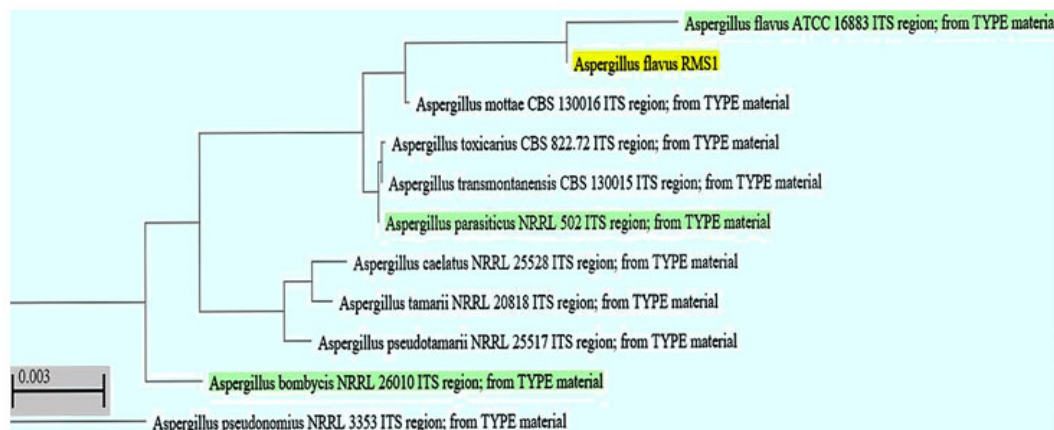 Aspergillus flavus ATCC 16883 ITS region; from TYPE materia
Aspergillus flavus RMS1
Aspergillus mottae CBS 130016 ITS region; from TYPE material
Aspergillus toxicarius CBS 822.72 ITS region; from TYPE material
Aspergillus transmontanensis CBS 130015 ITS region; from TYPE material
Aspergillus parasiticus NRRL 502 ITS region; from TYPE material
Aspergillus caelatus NRRL 25528 ITS region; from TYPE material
Aspergillus tamarii NRRL 20818 ITS region; from TYPE material
Aspergillus pseudotamarii NRRL 25517 ITS region; from TYPE material
Aspergillus bombycis NRRL 26010 ITS region; from TYPE material
0.003
Aspergillus pseudonomius NRRL 3353 ITS region; from TYPE material